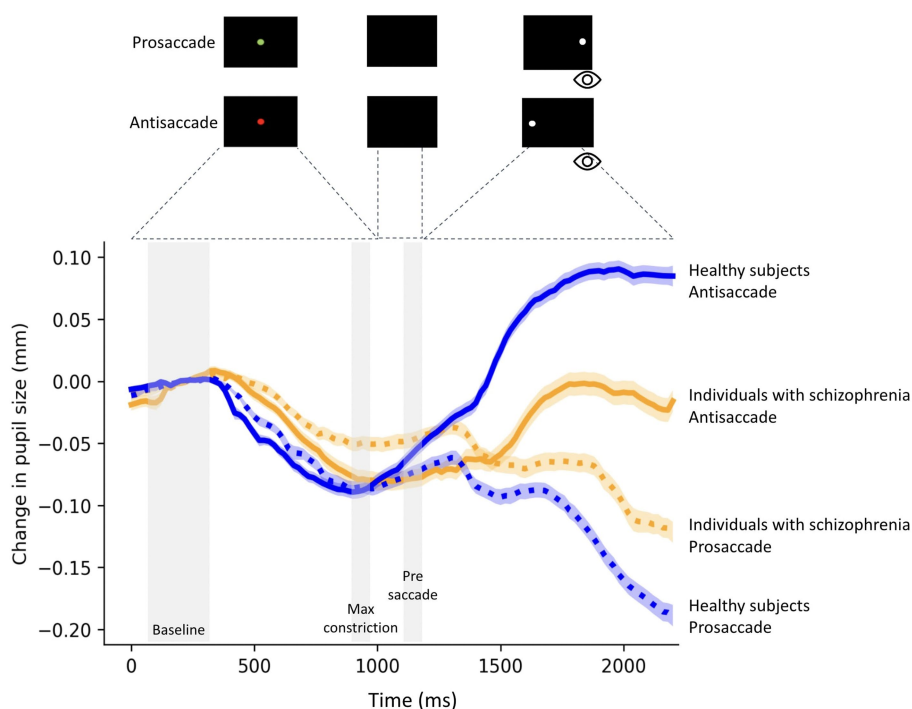 Prosaccade
Antisaccade
Change in pupil size (mm)
0.10
0.05
0.00
−0.05
−0.10
−0.15
−0.20
Healthy subjects
Antisaccade
Individuals with schizophrenia
Antisaccade
Individuals with schizophrenia
Prosaccade
Healthy subjects
Prosaccade
Baseline
Max
constriction
Pre
saccade
0
500
1000
1500
2000
Time (ms)